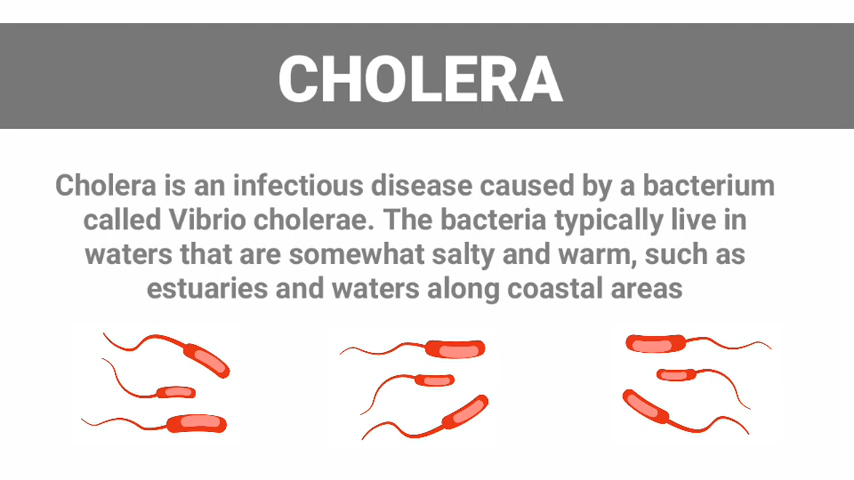 CHOLERA
Cholera is an infectious disease caused by a bacterium
called Vibrio cholerae. The bacteria typically live in
waters that are somewhat salty and warm, such as
estuaries and waters along coastal areas